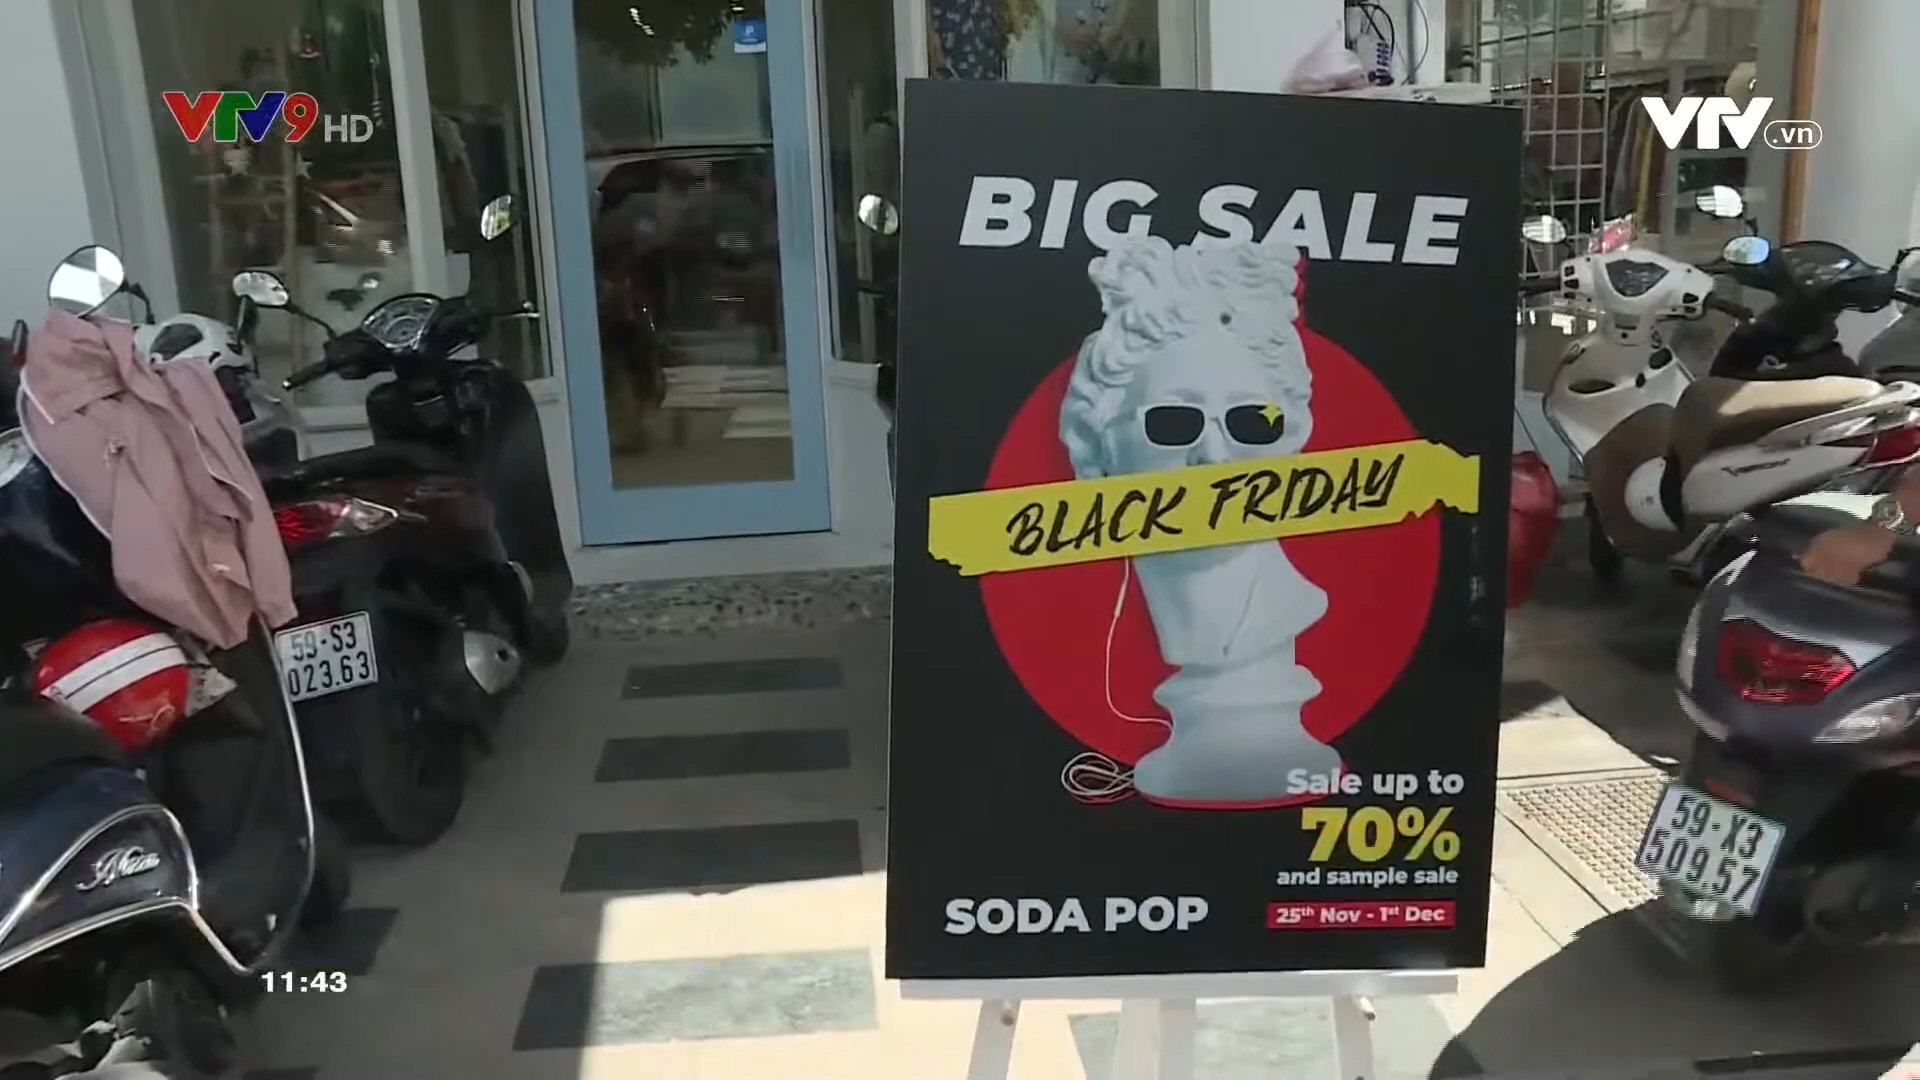 VTV9 HD
VTV.vn
BIG SALE
BLACK FRIDAY
Sale up to
70%
and sample sale
SODA POP
25th Nov - 1st Dec
59-S3
023.63
59-X3
509.57
11:43